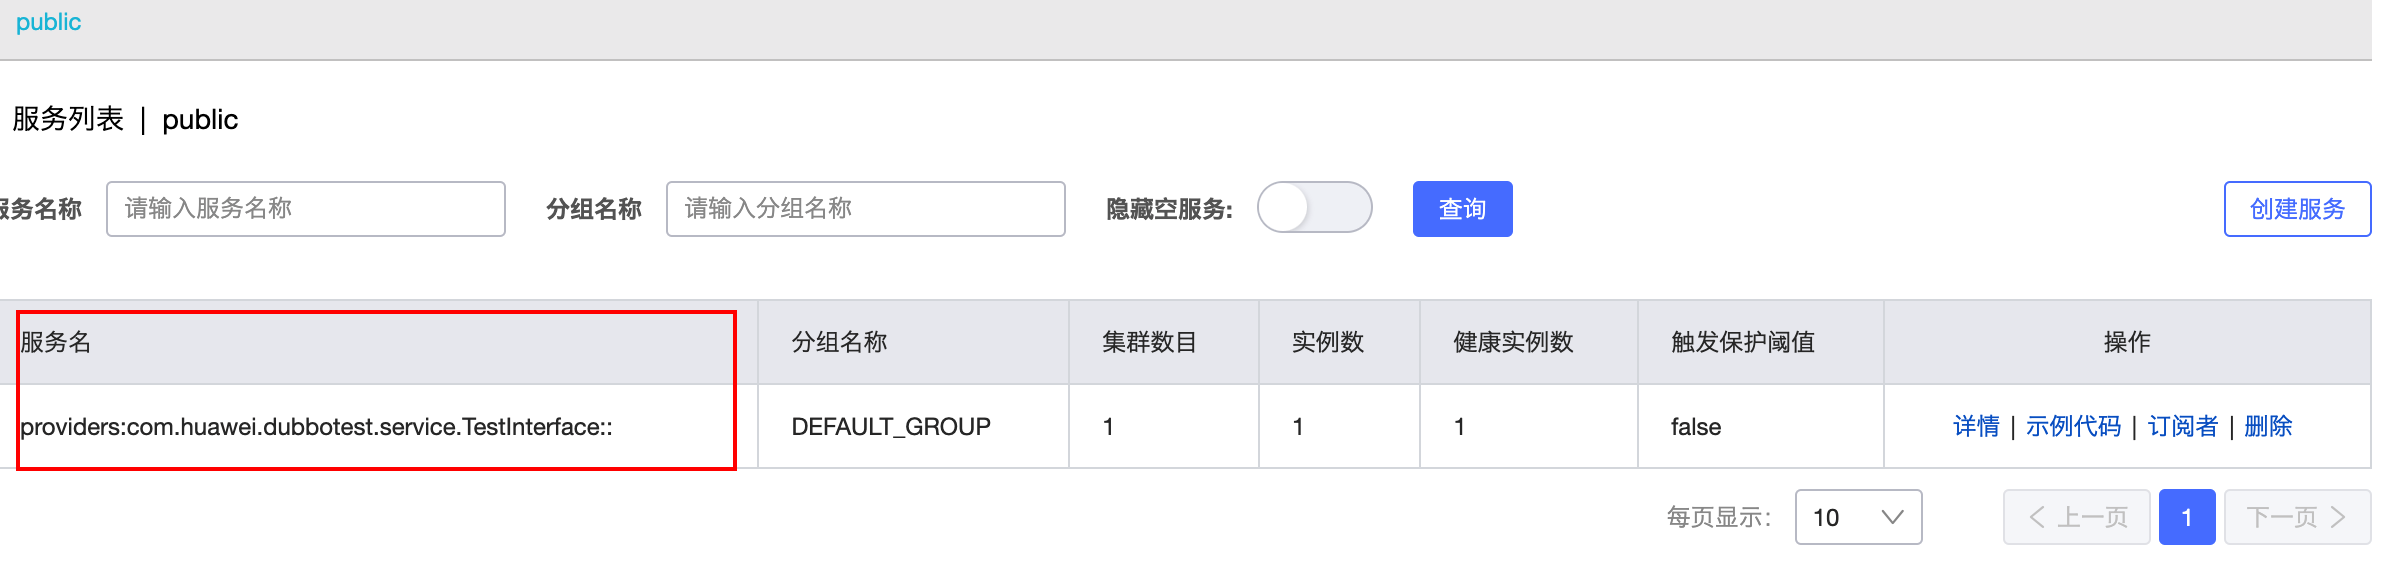 public
服务列表 | public
服务名称 请输入服务名称 分组名称 请输入分组名称 隐藏空服务: 查询 创建服务
服务名 分组名称 集群数目 实例数 健康实例数 触发保护阈值 操作
providers:com.huawei.dubbotest.service.TestInterface:: DEFAULT_GROUP 1 1 1 false 详情 | 示例代码 | 订阅者 | 删除
每页显示: 10 < 上一页 1 下一页 >